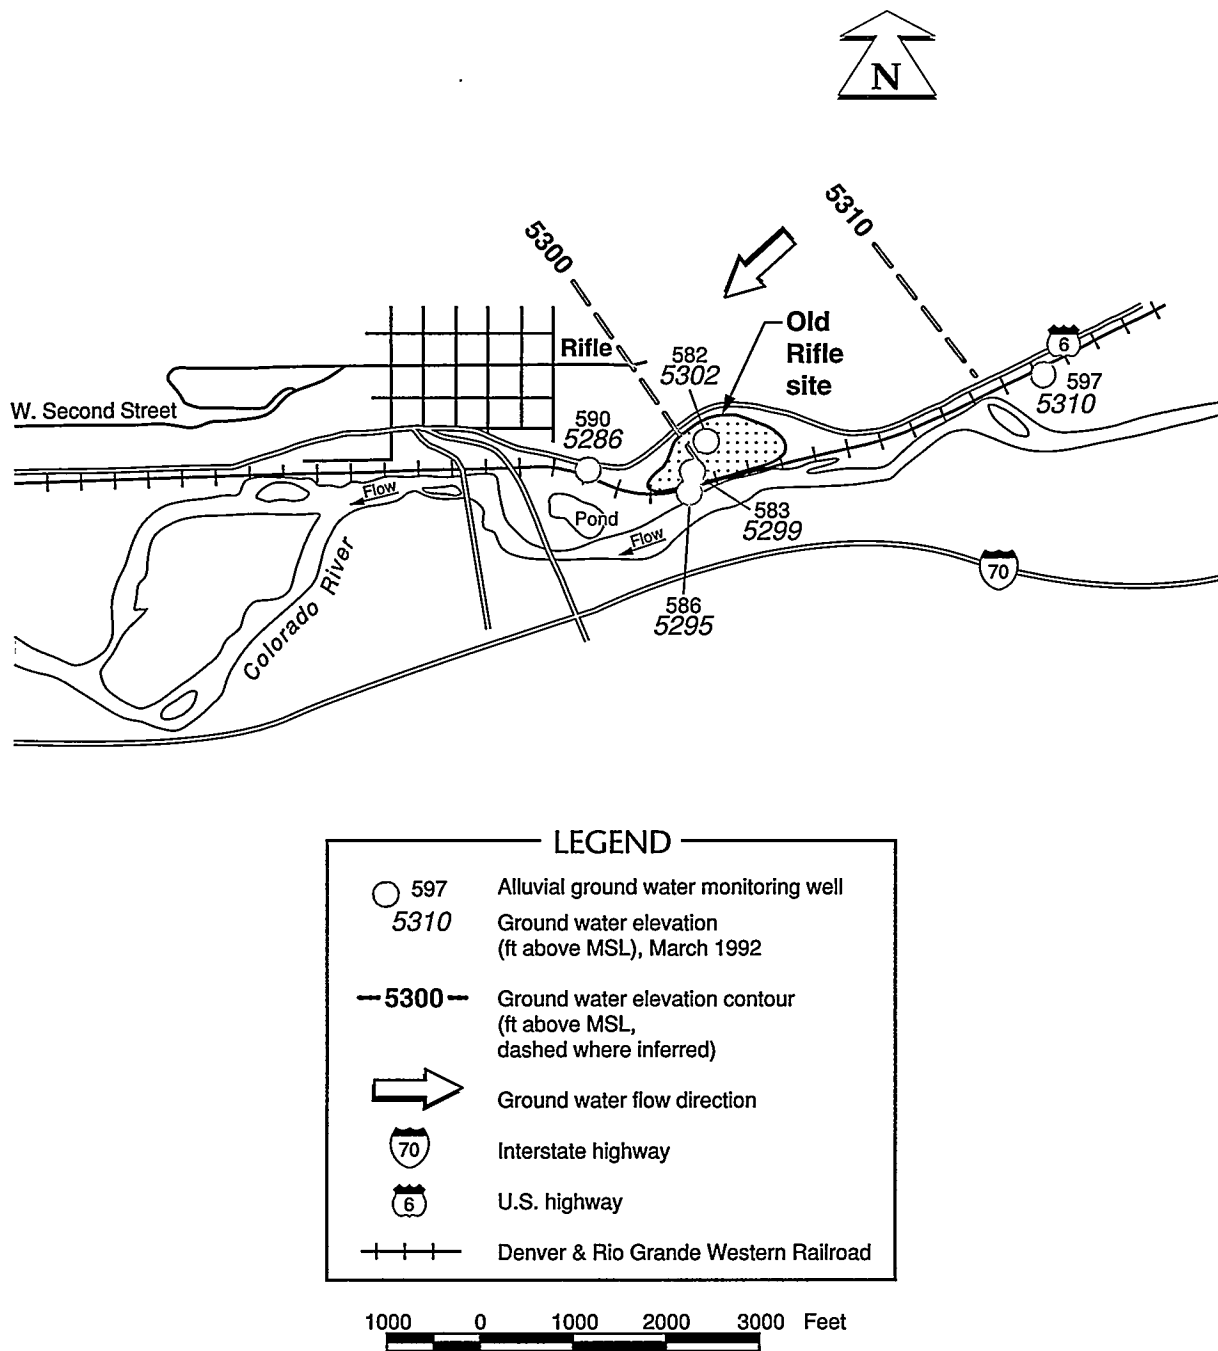 N
5300
5310
Old
Rifle
site
Rifle
582
5302
6
597
5310
W. Second Street
590
5286
Flow
Pond
Flow
583
5299
70
586
5295
Colorado River
LEGEND
597 Alluvial ground water monitoring well
5310 Ground water elevation
(ft above MSL), March 1992
5300 Ground water elevation contour
(ft above MSL,
dashed where inferred)
Ground water flow direction
70 Interstate highway
6 U.S. highway
Denver & Rio Grande Western Railroad
1000 0 1000 2000 3000 Feet